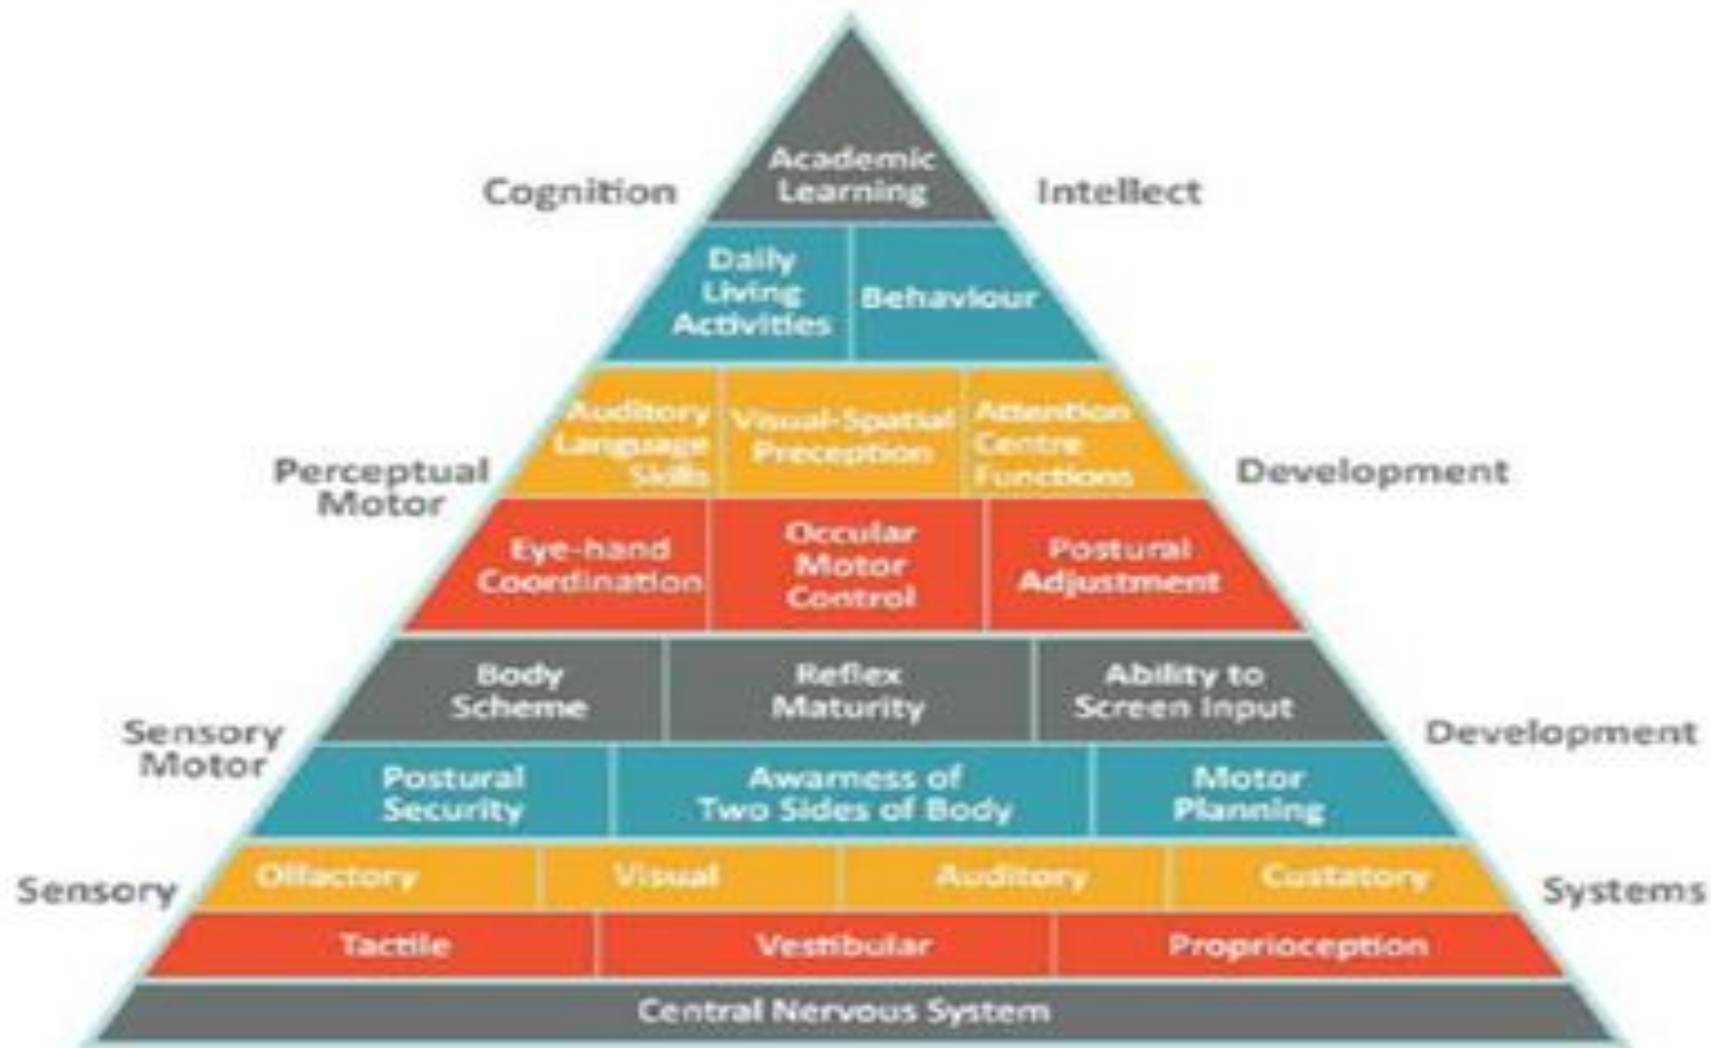 Academic
Learning
Cognition
Intellect
Daily
Living
Activities
Behaviour
Auditory
Language
Skills
Visual-Spatial
Preception
Attention
Centre
Functions
Perceptual
Motor
Development
Eye-hand
Coordination
Occular
Motor
Control
Postural
Adjustment
Body
Scheme
Reflex
Maturity
Ability to
Screen Input
Sensory
Motor
Development
Postural
Security
Awarness of
Two Sides of Body
Motor
Planning
Sensory
Olfactory
Visual
Auditory
Custatory
Systems
Tactile
Vestibular
Proprioception
Central Nervous System